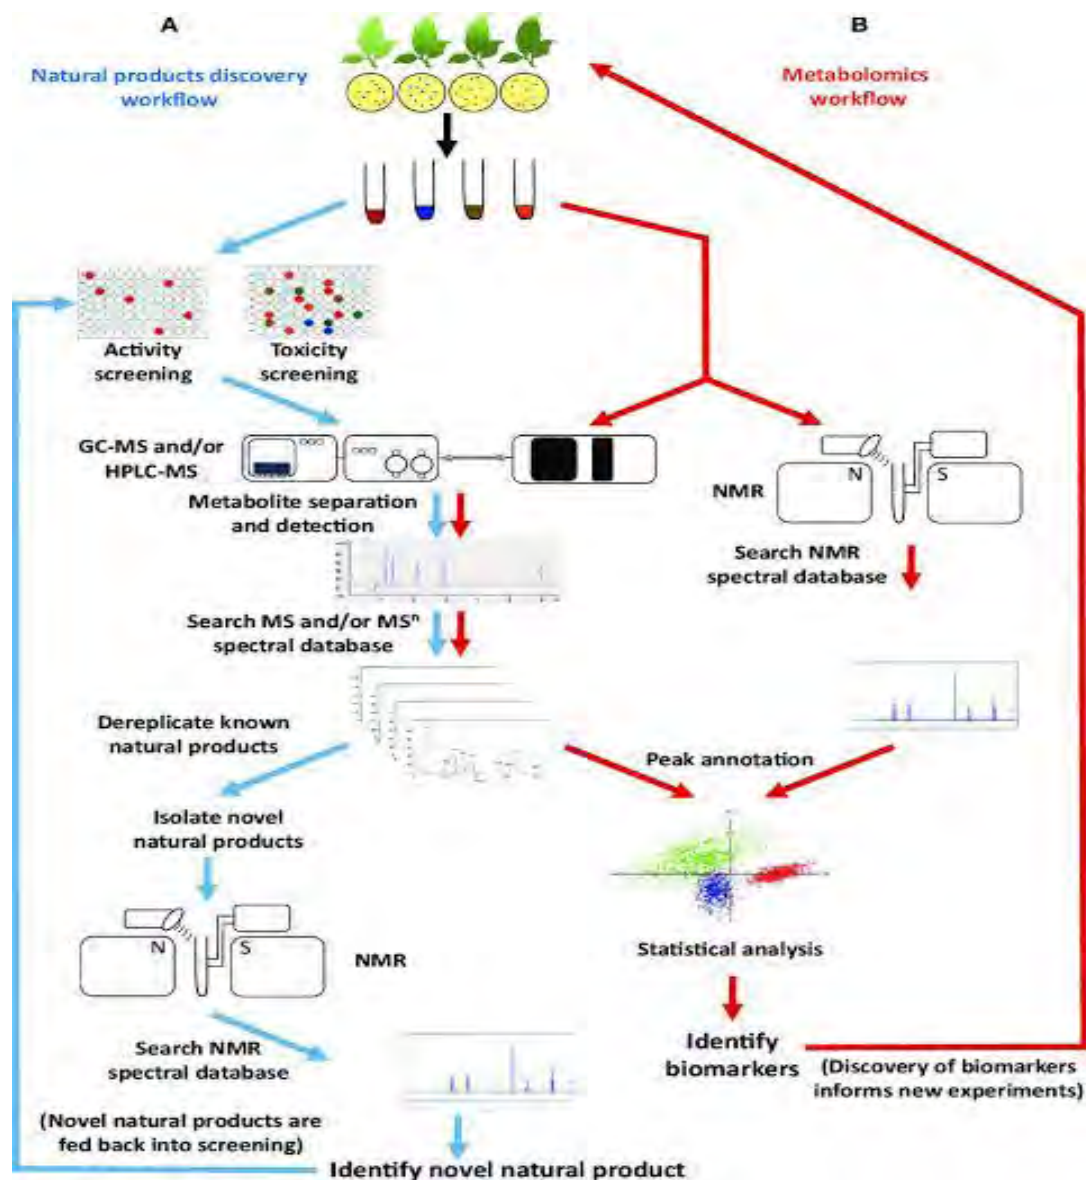 A
B
Natural products discovery
workflow
Metabolomics
workflow
Activity
screening
Toxicity
screening
GC-MS and/or
HPLC-MS
N
S
NMR
Metabolite separation
and detection
Search NMR
spectral database
Search MS and/or MSⁿ
spectral database
Dereplicate known
natural products
Peak annotation
Isolate novel
natural products
N
S
NMR
Statistical analysis
Search NMR
spectral database
Identify
biomarkers
(Discovery of biomarkers
informs new experiments)
(Novel natural products are
fed back into screening)
Identify novel natural product